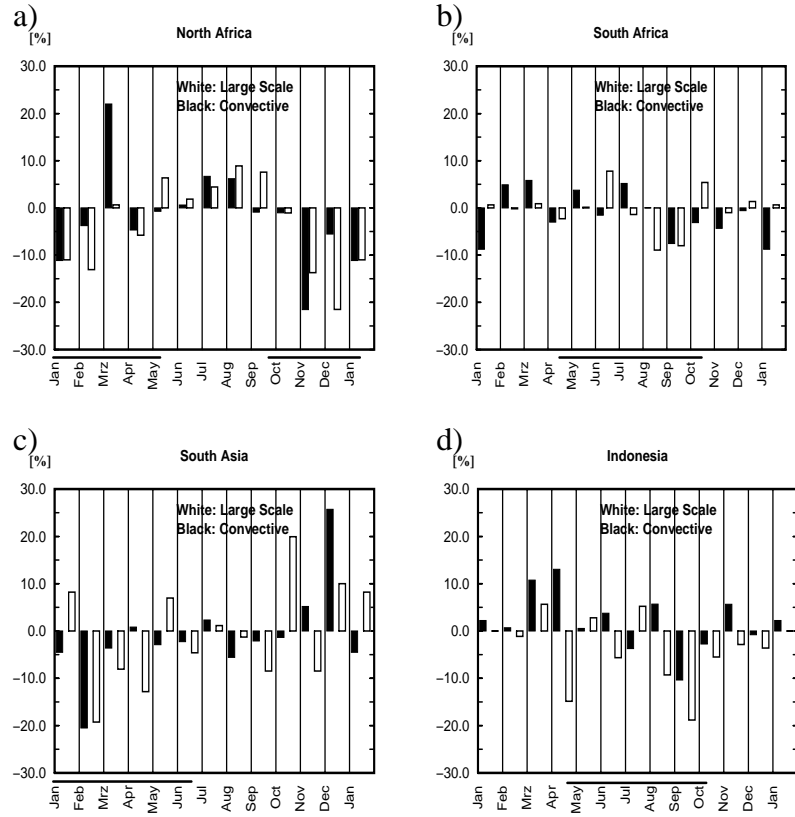 a)
North Africa
[%]
30.0
20.0
10.0
0.0
−10.0
−20.0
−30.0
White: Large Scale
Black: Convective
Jan Feb Mrz Apr May Jun Jul Aug Sep Oct Nov Dec Jan
b)
South Africa
[%]
30.0
20.0
10.0
0.0
−10.0
−20.0
−30.0
White: Large Scale
Black: Convective
Jan Feb Mrz Apr May Jun Jul Aug Sep Oct Nov Dec Jan
c)
South Asia
[%]
30.0
20.0
10.0
0.0
−10.0
−20.0
−30.0
White: Large Scale
Black: Convective
Jan Feb Mrz Apr May Jun Jul Aug Sep Oct Nov Dec Jan
d)
Indonesia
[%]
30.0
20.0
10.0
0.0
−10.0
−20.0
−30.0
White: Large Scale
Black: Convective
Jan Feb Mrz Apr May Jun Jul Aug Sep Oct Nov Dec Jan